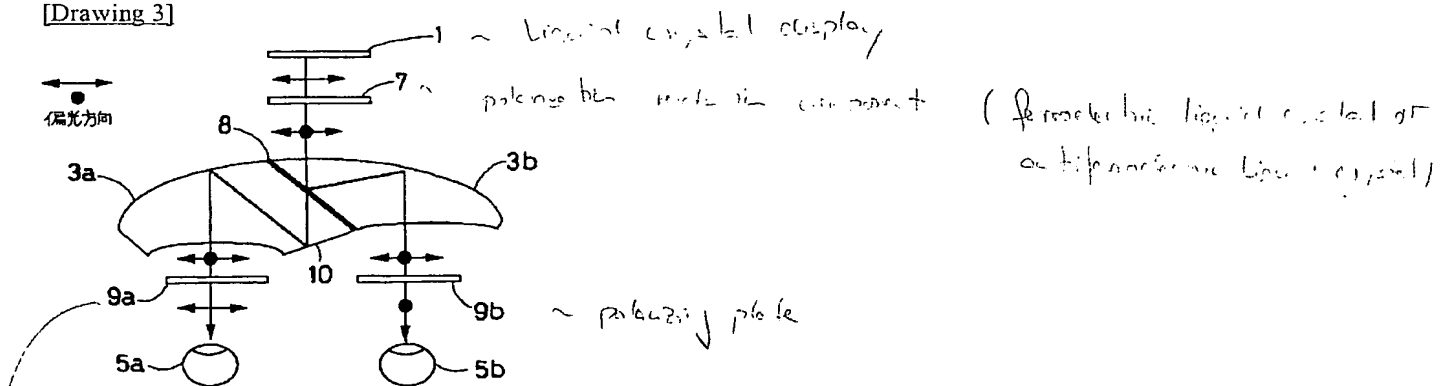 [Drawing 3]
1 ~ Liquid crystal display
7 ~ polarization modulation component (ferroelectric liquid crystal or
antiferroelectric liquid crystal)
偏光方向
8
3a
3b
10
9a
9b ~ polarizing plate
5a
5b